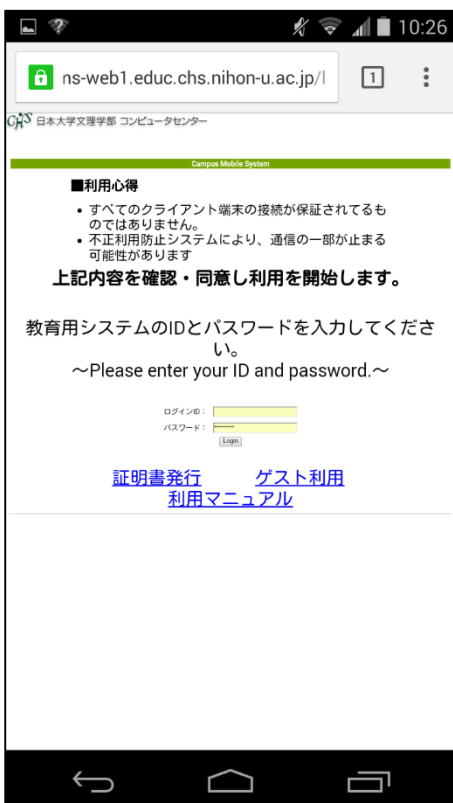 10:26
ns-web1.educ.chs.nihon-u.ac.jp/l
1
CHS 日本大学文理学部 コンピュータセンター
Campus Mobile System
■利用心得
• すべてのクライアント端末の接続が保証されてるも
のではありません。
• 不正利用防止システムにより、通信の一部が止まる
可能性があります
上記内容を確認・同意し利用を開始します。
教育用システムのIDとパスワードを入力してくださ
い。
～Please enter your ID and password.～
ログインID：
パスワード：
Login
証明書発行 ゲスト利用
利用マニュアル